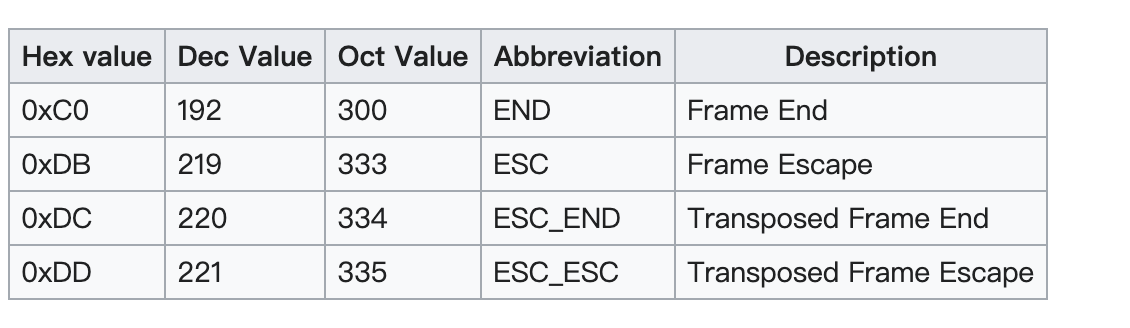 Hex value Dec Value Oct Value Abbreviation Description
0xC0 192 300 END Frame End
0xDB 219 333 ESC Frame Escape
0xDC 220 334 ESC_END Transposed Frame End
0xDD 221 335 ESC_ESC Transposed Frame Escape